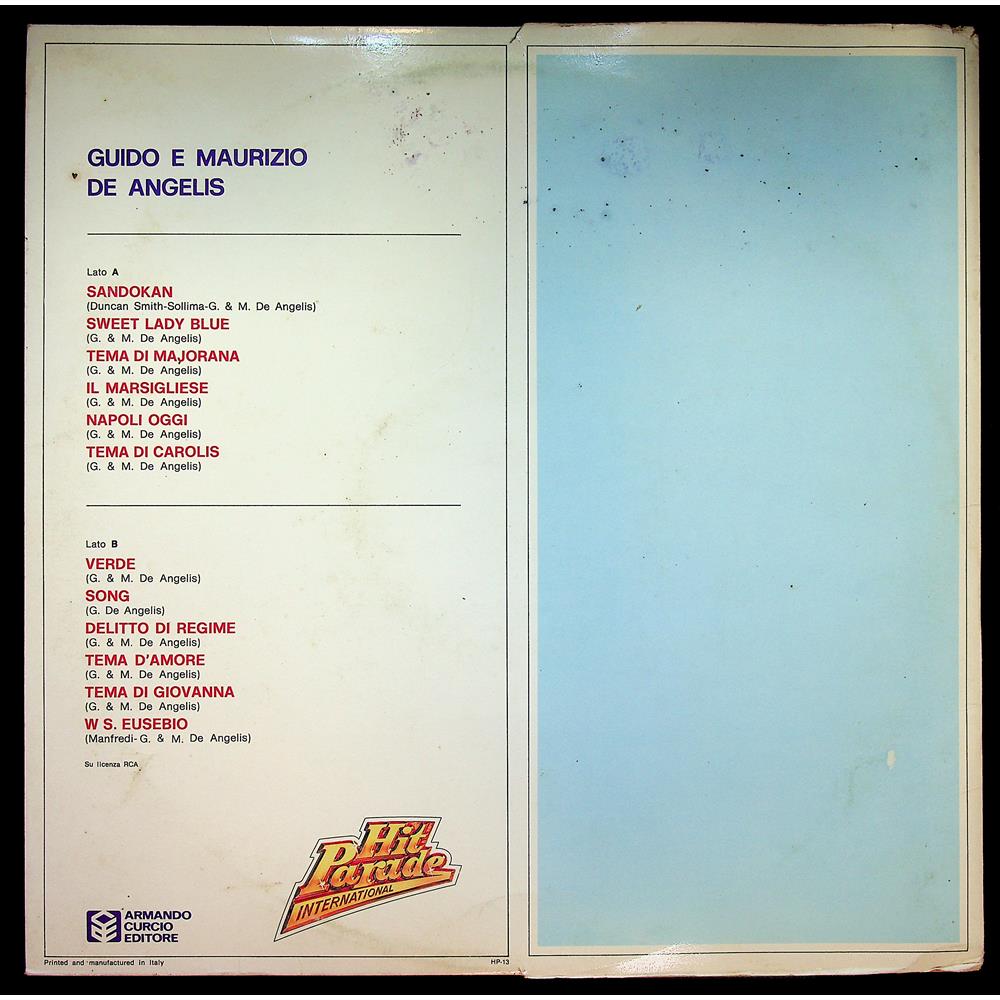 GUIDO E MAURIZIO
DE ANGELIS
Lato A
SANDOKAN
(Duncan Smith-Sollima-G. & M. De Angelis)
SWEET LADY BLUE
(G. & M. De Angelis)
TEMA DI MAJORANA
(G. & M. De Angelis)
IL MARSIGLIESE
(G. & M. De Angelis)
NAPOLI OGGI
(G. & M. De Angelis)
TEMA DI CAROLIS
(G. & M. De Angelis)
Lato B
VERDE
(G. & M. De Angelis)
SONG
(G. De Angelis)
DELITTO DI REGIME
(G. & M. De Angelis)
TEMA D'AMORE
(G. & M. De Angelis)
TEMA DI GIOVANNA
(G. & M. De Angelis)
W S. EUSEBIO
(Manfredi- G. & M. De Angelis)
Su licenza RCA
Hit
Parade
INTERNATIONAL
ARMANDO
CURCIO
EDITORE
Printed and manufactured in Italy
HP-13